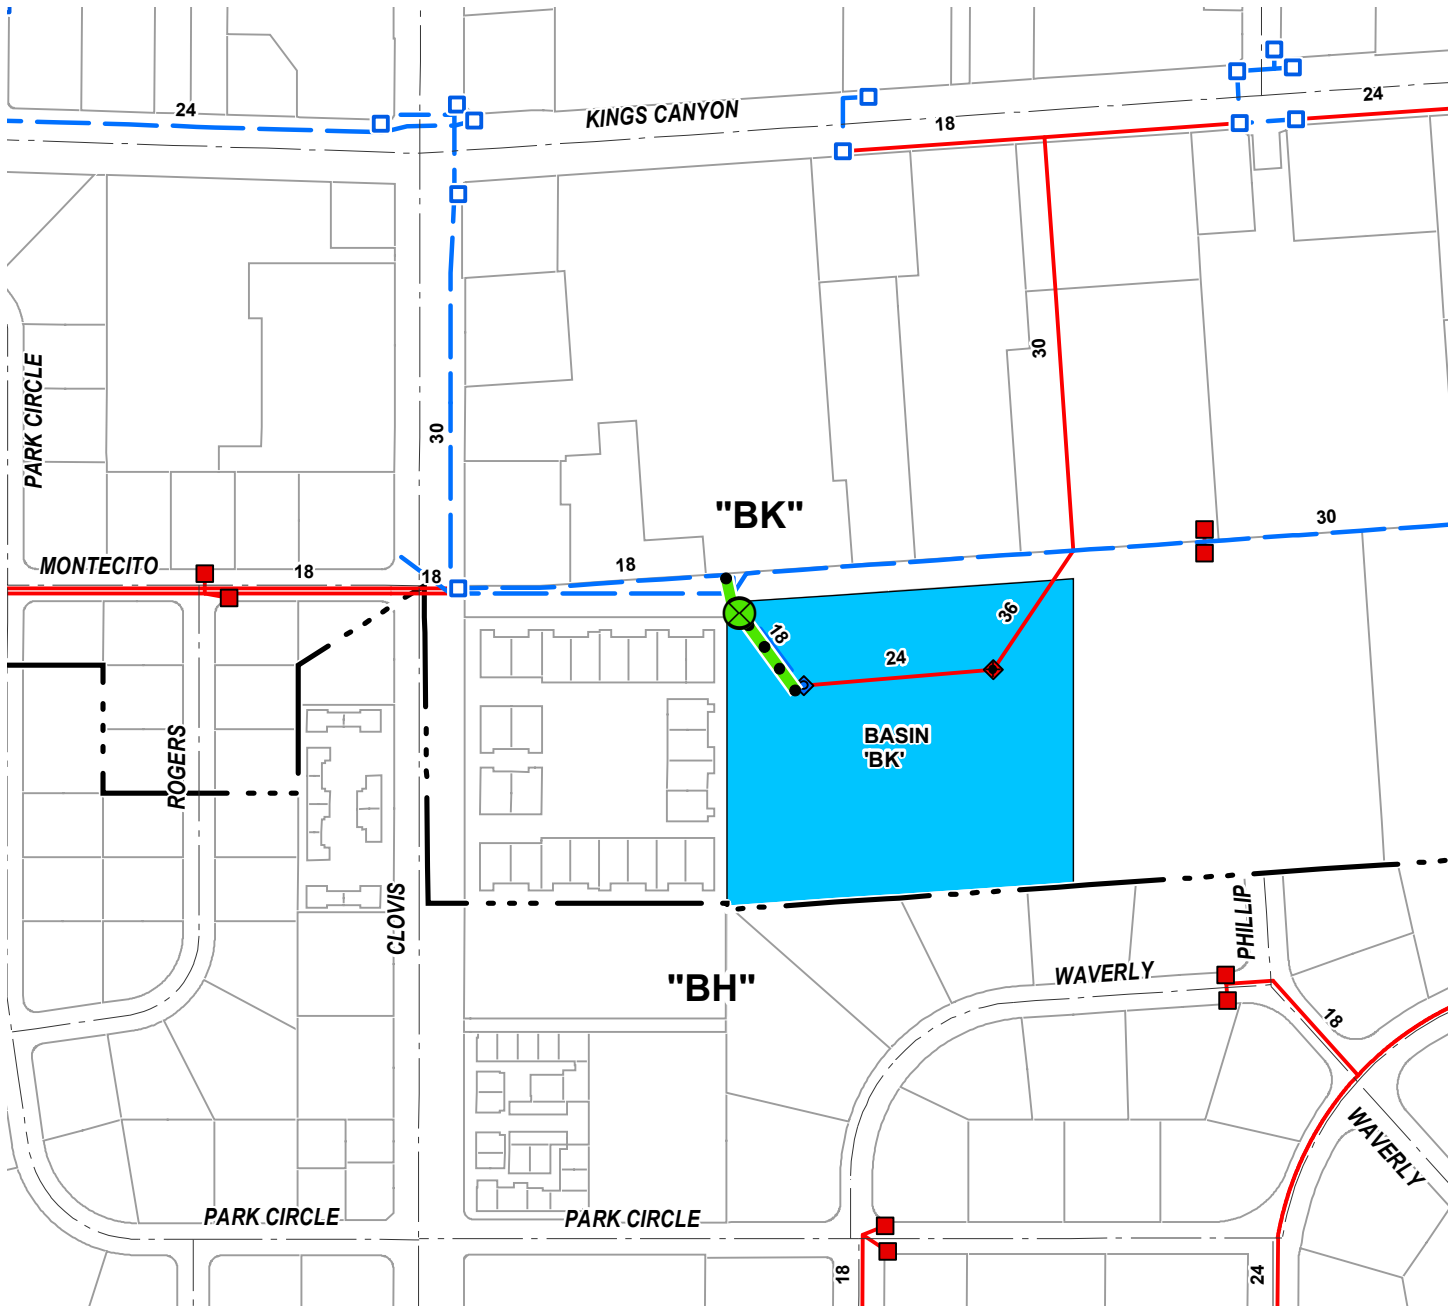 24
KINGS CANYON
18
24
PARK CIRCLE
30
30
"BK"
30
MONTECITO
18
18
18
18
36
24
BASIN
'BK'
ROGERS
CLOVIS
PHILLIP
WAVERLY
"BH"
18
WAVERLY
PARK CIRCLE
PARK CIRCLE
18
24